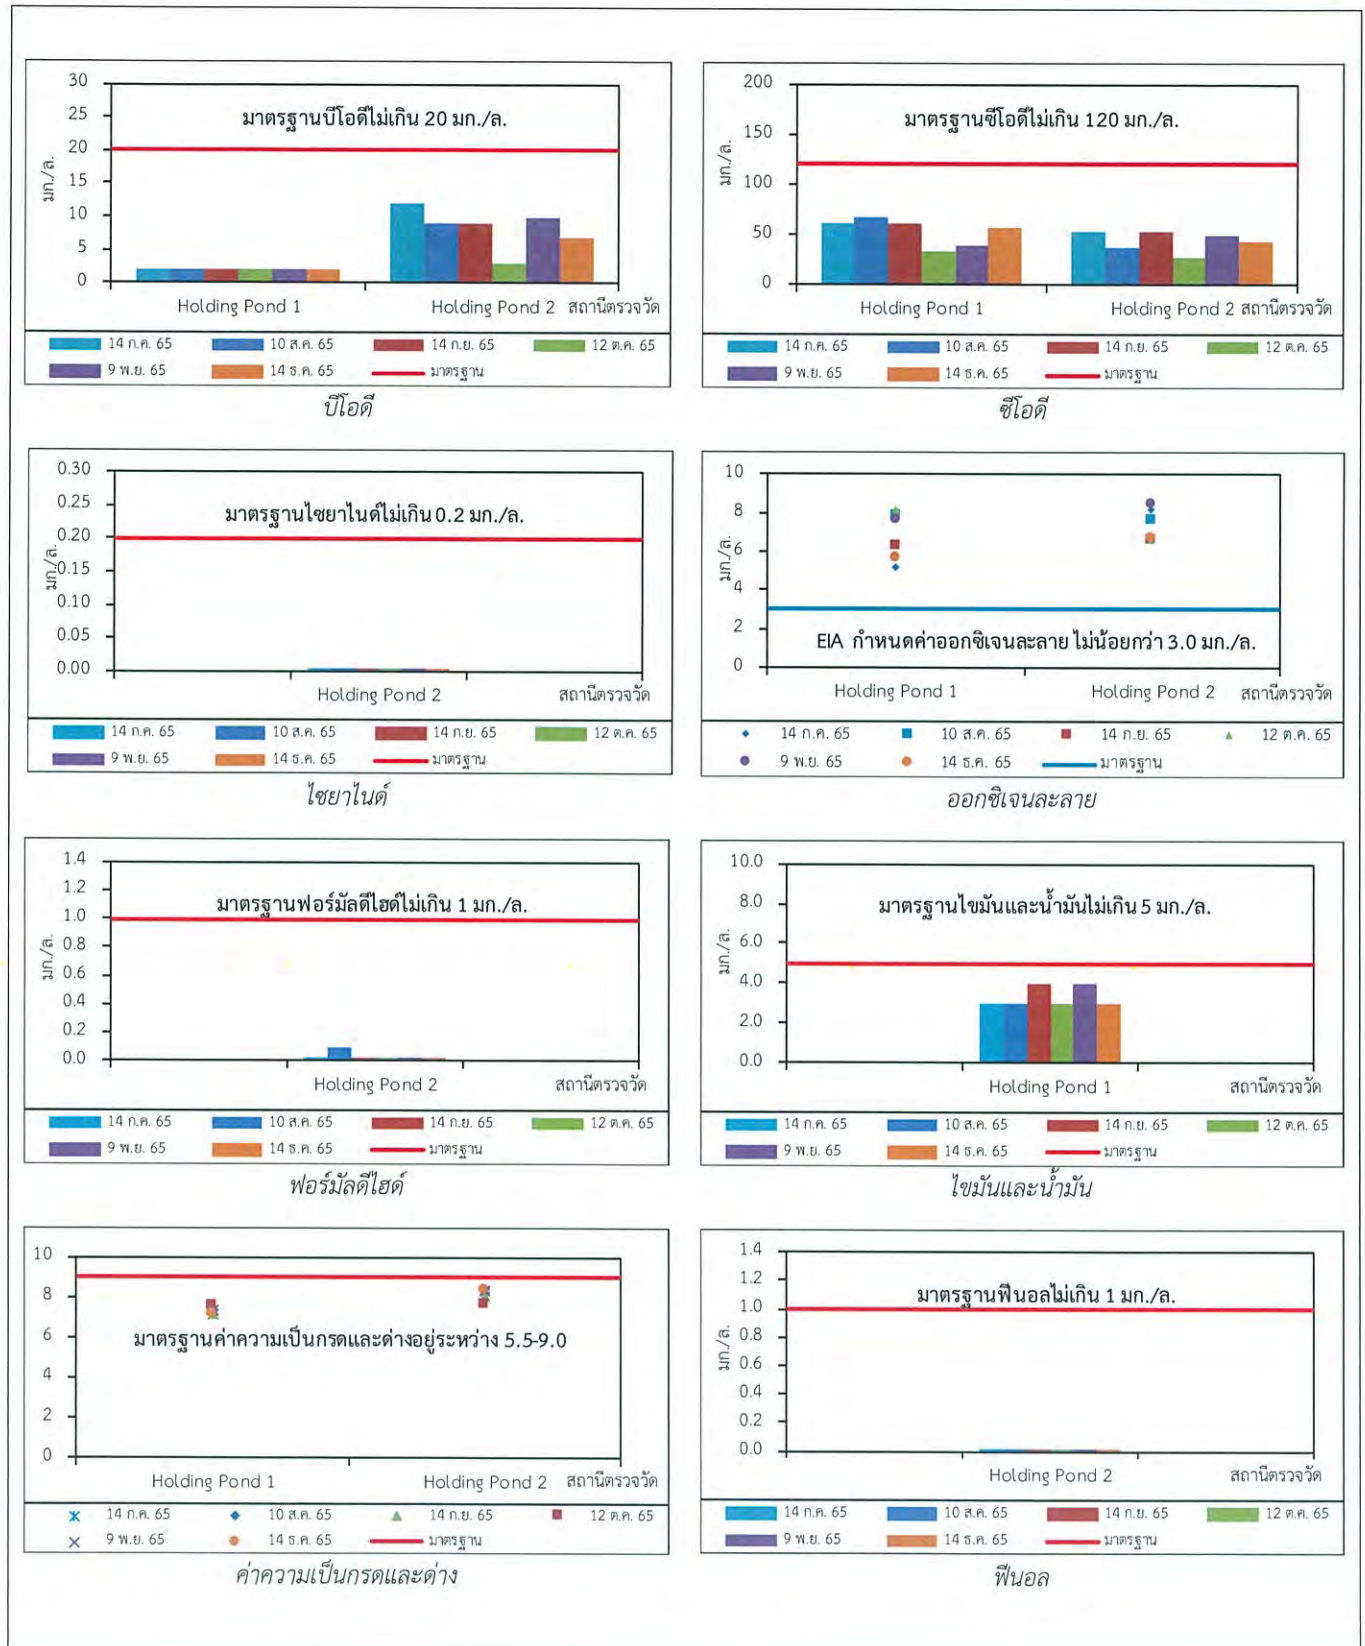 30
25
20
15
10
5
0
มก./ล.
มาตรฐานบีโอดีไม่เกิน 20 มก./ล.
Holding Pond 1 Holding Pond 2 สถานีตรวจวัด
14 ก.ค. 65 10 ส.ค. 65 14 ก.ย. 65 12 ต.ค. 65
9 พ.ย. 65 14 ธ.ค. 65 มาตรฐาน
บีโอดี
200
150
100
50
0
มก./ล.
มาตรฐานซีโอดีไม่เกิน 120 มก./ล.
Holding Pond 1 Holding Pond 2 สถานีตรวจวัด
14 ก.ค. 65 10 ส.ค. 65 14 ก.ย. 65 12 ต.ค. 65
9 พ.ย. 65 14 ธ.ค. 65 มาตรฐาน
ซีโอดี
0.30
0.25
0.20
0.15
0.10
0.05
0.00
มก./ล.
มาตรฐานไซยาไนด์ไม่เกิน 0.2 มก./ล.
Holding Pond 2 สถานีตรวจวัด
14 ก.ค. 65 10 ส.ค. 65 14 ก.ย. 65 12 ต.ค. 65
9 พ.ย. 65 14 ธ.ค. 65 มาตรฐาน
ไซยาไนด์
10
8
6
4
2
0
มก./ล.
EIA กำหนดค่าออกซิเจนละลาย ไม่น้อยกว่า 3.0 มก./ล.
Holding Pond 1 Holding Pond 2 สถานีตรวจวัด
14 ก.ค. 65 10 ส.ค. 65 14 ก.ย. 65 12 ต.ค. 65
9 พ.ย. 65 14 ธ.ค. 65 มาตรฐาน
ออกซิเจนละลาย
1.4
1.2
1.0
0.8
0.6
0.4
0.2
0.0
มก./ล.
มาตรฐานฟอร์มัลดีไฮด์ไม่เกิน 1 มก./ล.
Holding Pond 2 สถานีตรวจวัด
14 ก.ค. 65 10 ส.ค. 65 14 ก.ย. 65 12 ต.ค. 65
9 พ.ย. 65 14 ธ.ค. 65 มาตรฐาน
ฟอร์มัลดีไฮด์
10.0
8.0
6.0
4.0
2.0
0.0
มก./ล.
มาตรฐานไขมันและน้ำมันไม่เกิน 5 มก./ล.
Holding Pond 1 สถานีตรวจวัด
14 ก.ค. 65 10 ส.ค. 65 14 ก.ย. 65 12 ต.ค. 65
9 พ.ย. 65 14 ธ.ค. 65 มาตรฐาน
ไขมันและน้ำมัน
10
8
6
4
2
0
มาตรฐานค่าความเป็นกรดและด่างอยู่ระหว่าง 5.5-9.0
Holding Pond 1 Holding Pond 2 สถานีตรวจวัด
14 ก.ค. 65 10 ส.ค. 65 14 ก.ย. 65 12 ต.ค. 65
9 พ.ย. 65 14 ธ.ค. 65 มาตรฐาน
ค่าความเป็นกรดและด่าง
1.4
1.2
1.0
0.8
0.6
0.4
0.2
0.0
มก./ล.
มาตรฐานฟีนอลไม่เกิน 1 มก./ล.
Holding Pond 2 สถานีตรวจวัด
14 ก.ค. 65 10 ส.ค. 65 14 ก.ย. 65 12 ต.ค. 65
9 พ.ย. 65 14 ธ.ค. 65 มาตรฐาน
ฟีนอล